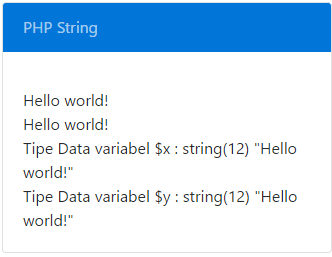 PHP String
Hello world!
Hello world!
Tipe Data variabel $x : string(12) "Hello
world!"
Tipe Data variabel $y : string(12) "Hello
world!"